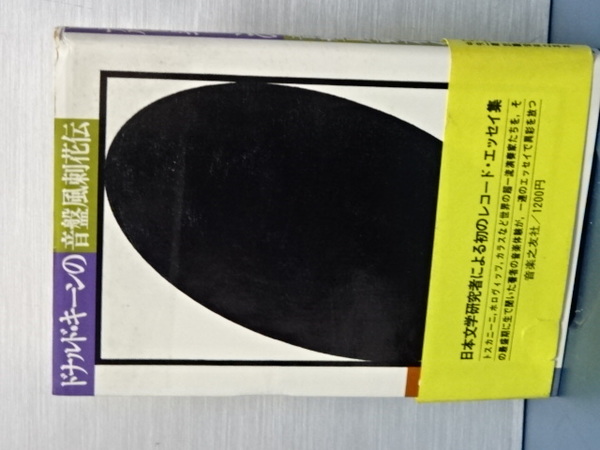 ドナルド・キーンの音盤風刺花伝
日本文学研究者による初のレコード・エッセイ集
トスカニーニ、ホロヴィッツ、カラスなど世界の超一流演奏家たちを、そ
の最盛期に生で聞いた著者の音楽体験が、一連のエッセイで異彩を放つ
音楽之友社／1200円